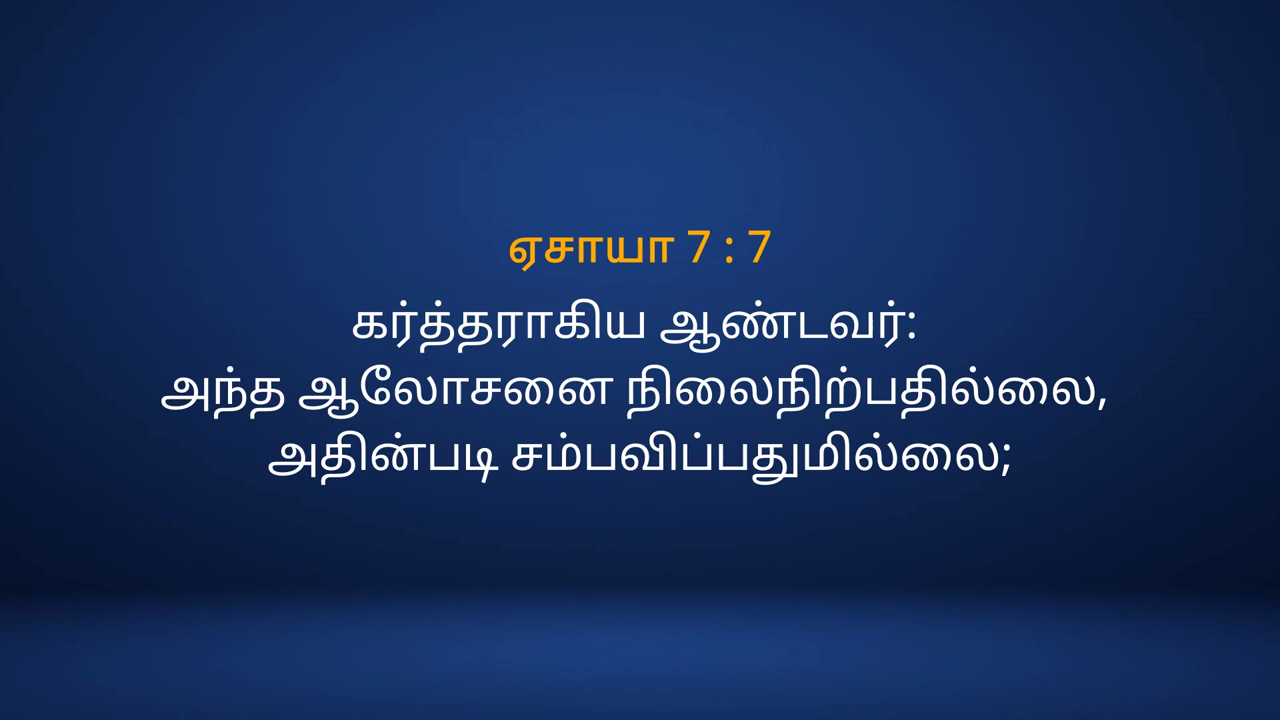 ஏசாயா 7 : 7
கர்த்தராகிய ஆண்டவர்:
அந்த ஆலோசனை நிலைநிற்பதில்லை,
அதின்படி சம்பவிப்பதுமில்லை;